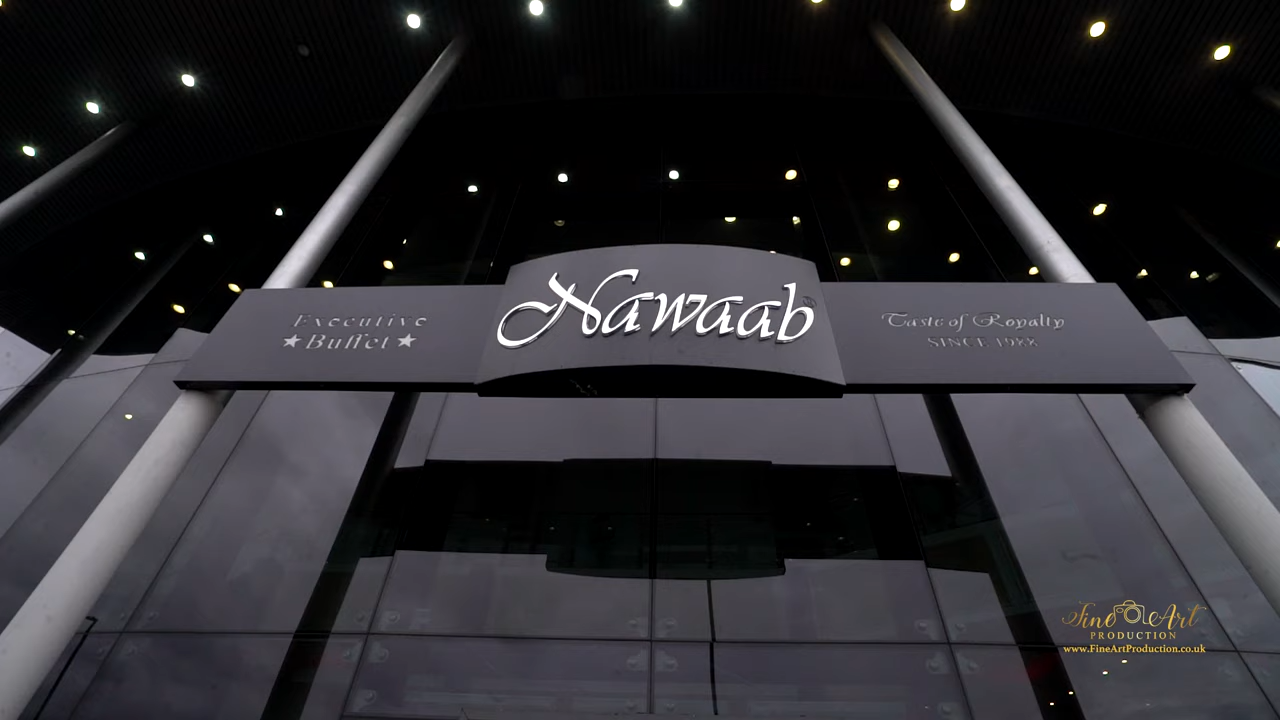 Nawaab
Executive
★Buffet★
Taste of Royalty
SINCE 1988
Fine Art
PRODUCTION
www.FineArtProduction.co.uk